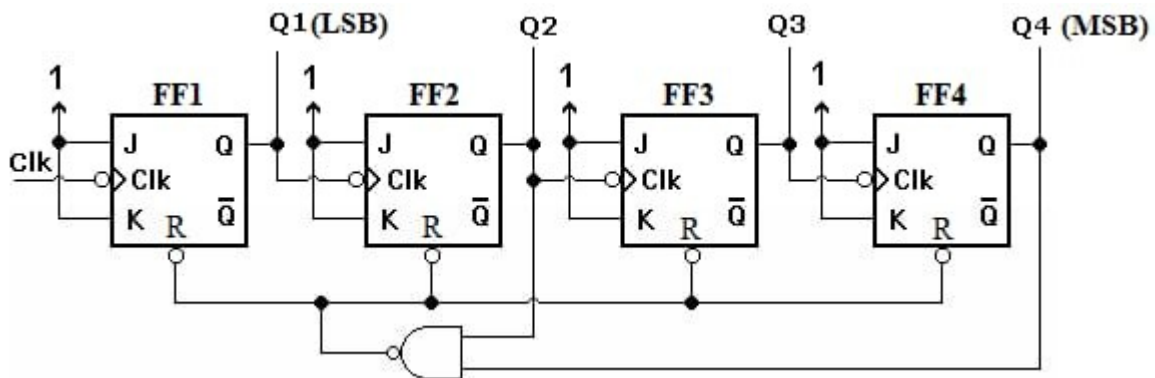 Q1 (LSB) Q2 Q3 Q4 (MSB)
1 1 1 1
FF1 FF2 FF3 FF4
J Q J Q J Q J Q
Clk Clk Clk Clk Clk
K Q̅ K Q̅ K Q̅ K Q̅
R R R R